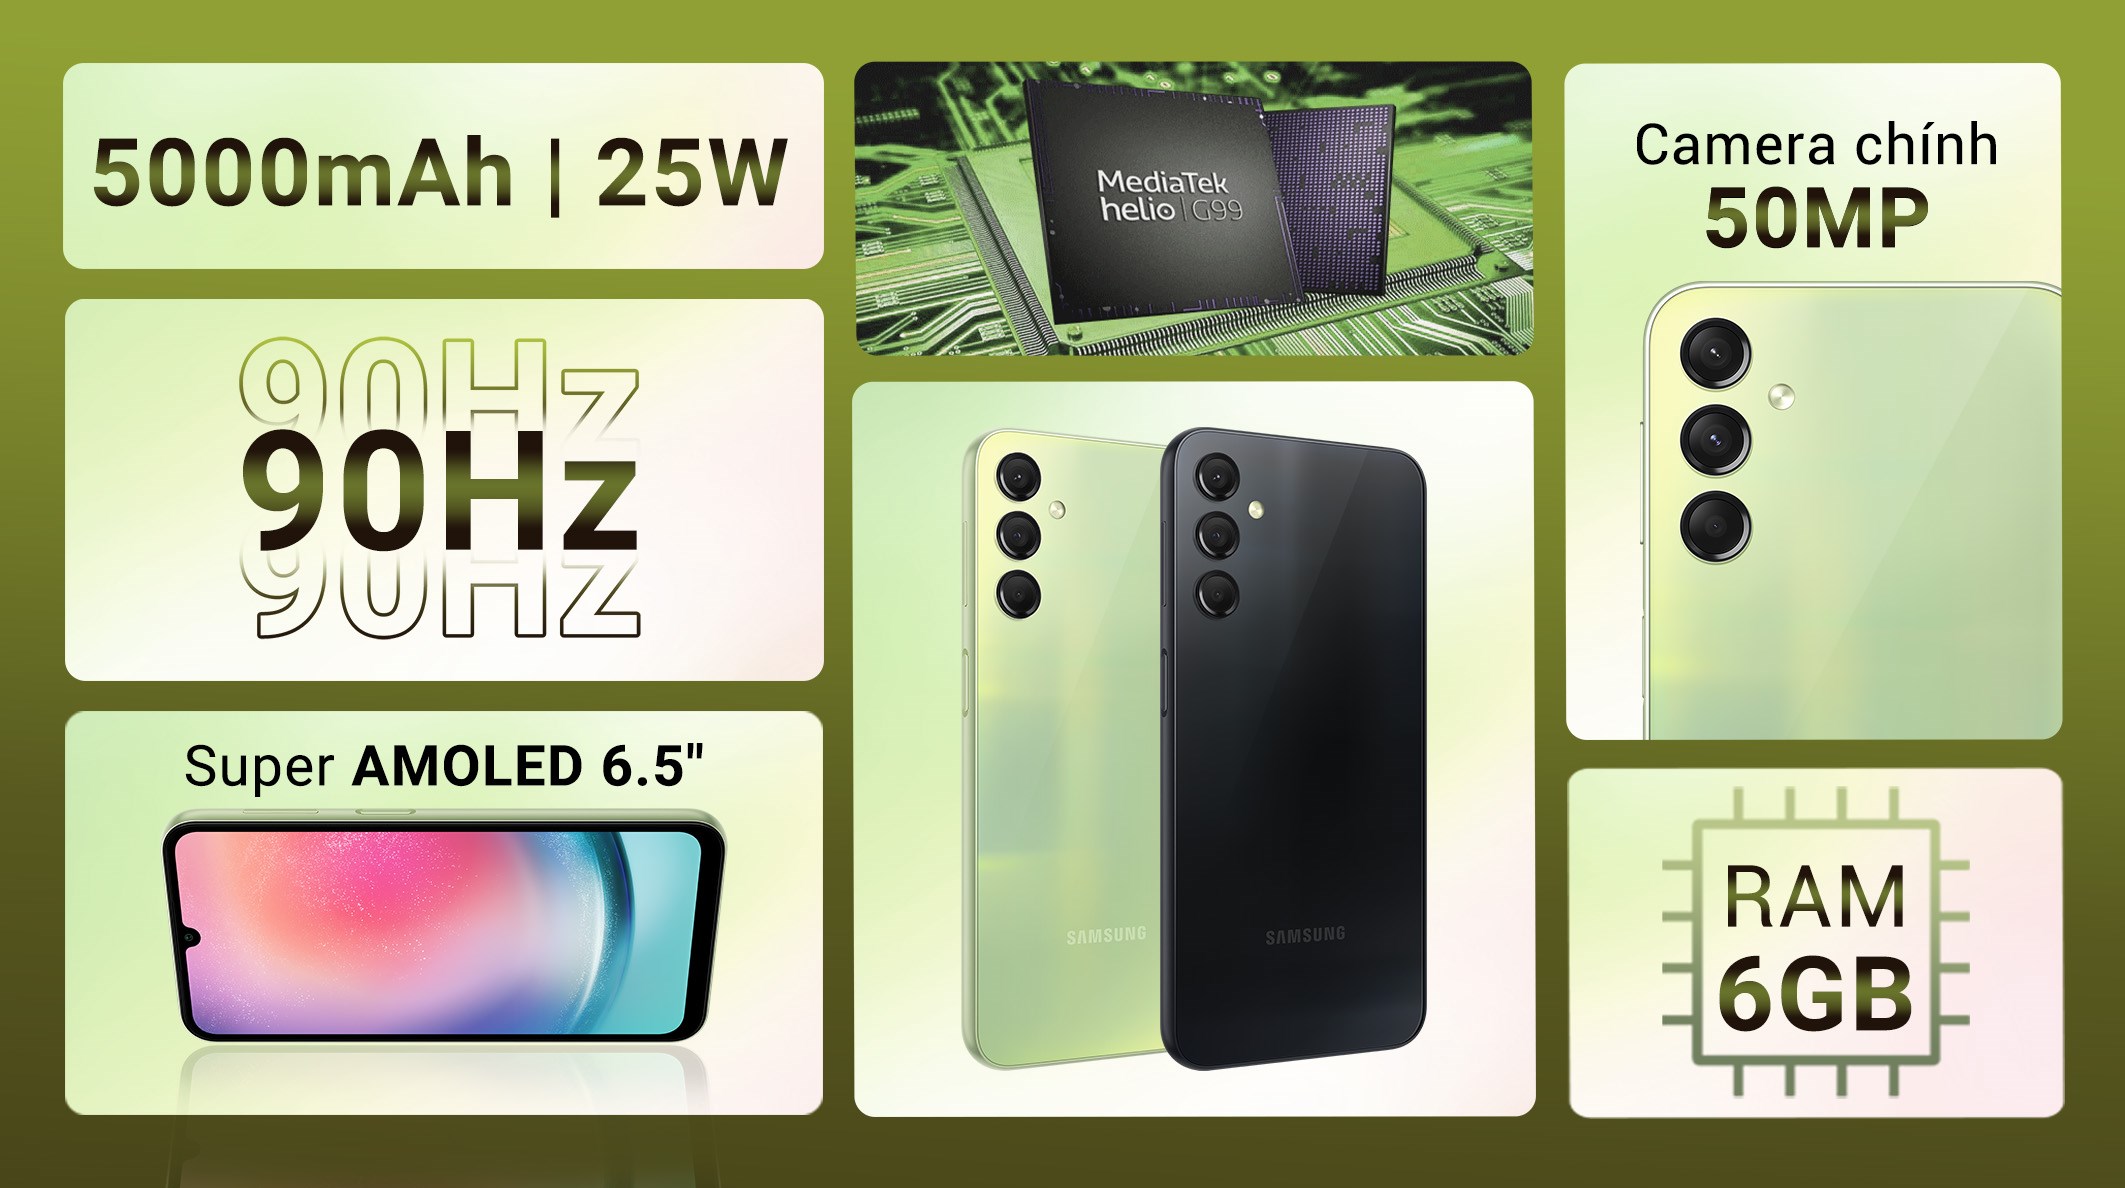 5000mAh | 25W
90Hz
90Hz
90Hz
Super AMOLED 6.5"
MediaTek
helio | G99
SAMSUNG
SAMSUNG
Camera chính
50MP
RAM
6GB